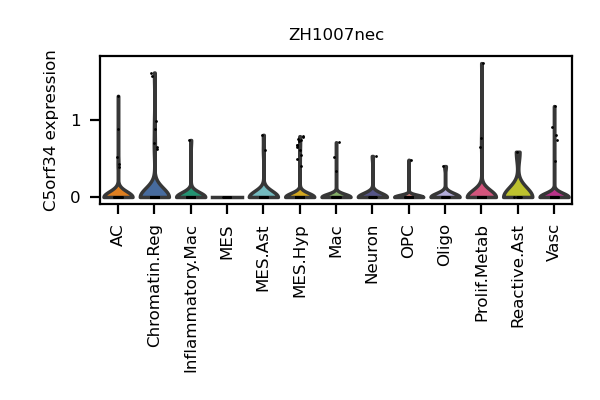 ZH1007nec
C5orf34 expression
1
0
AC
Chromatin.Reg
Inflammatory.Mac
MES
MES.Ast
MES.Hyp
Mac
Neuron
OPC
Oligo
Prolif.Metab
Reactive.Ast
Vasc